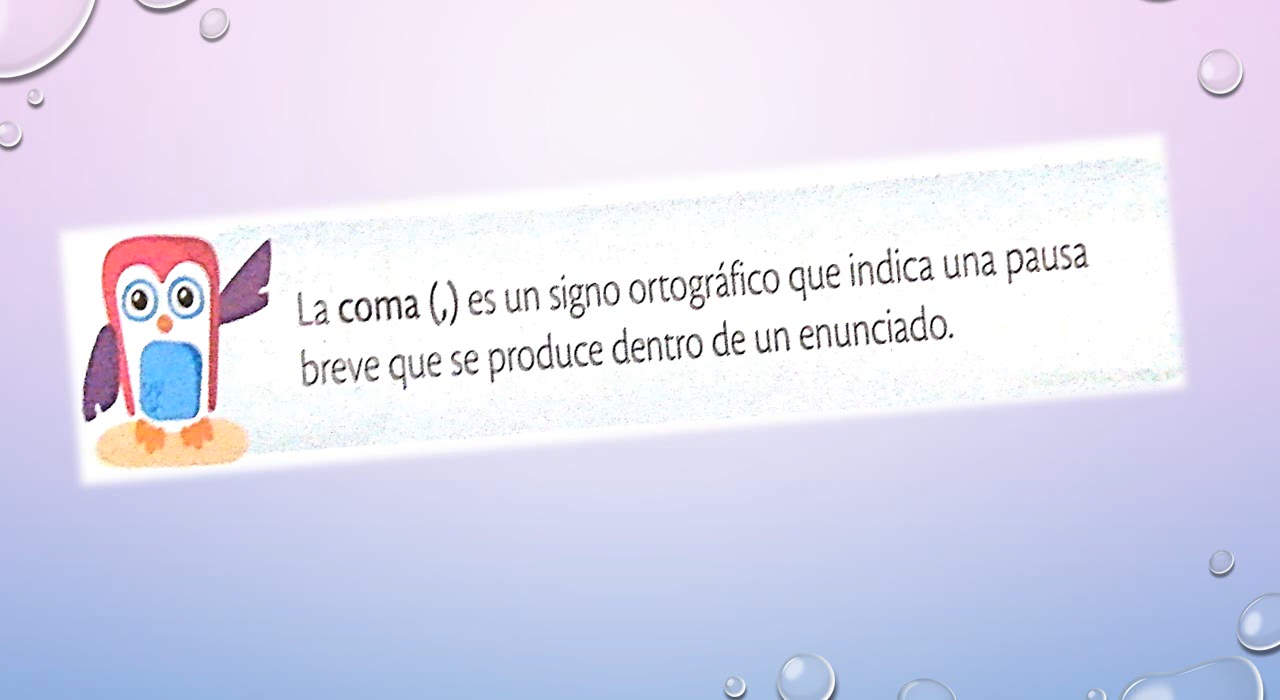 La coma (,) es un signo ortográfico que indica una pausa
breve que se produce dentro de un enunciado.